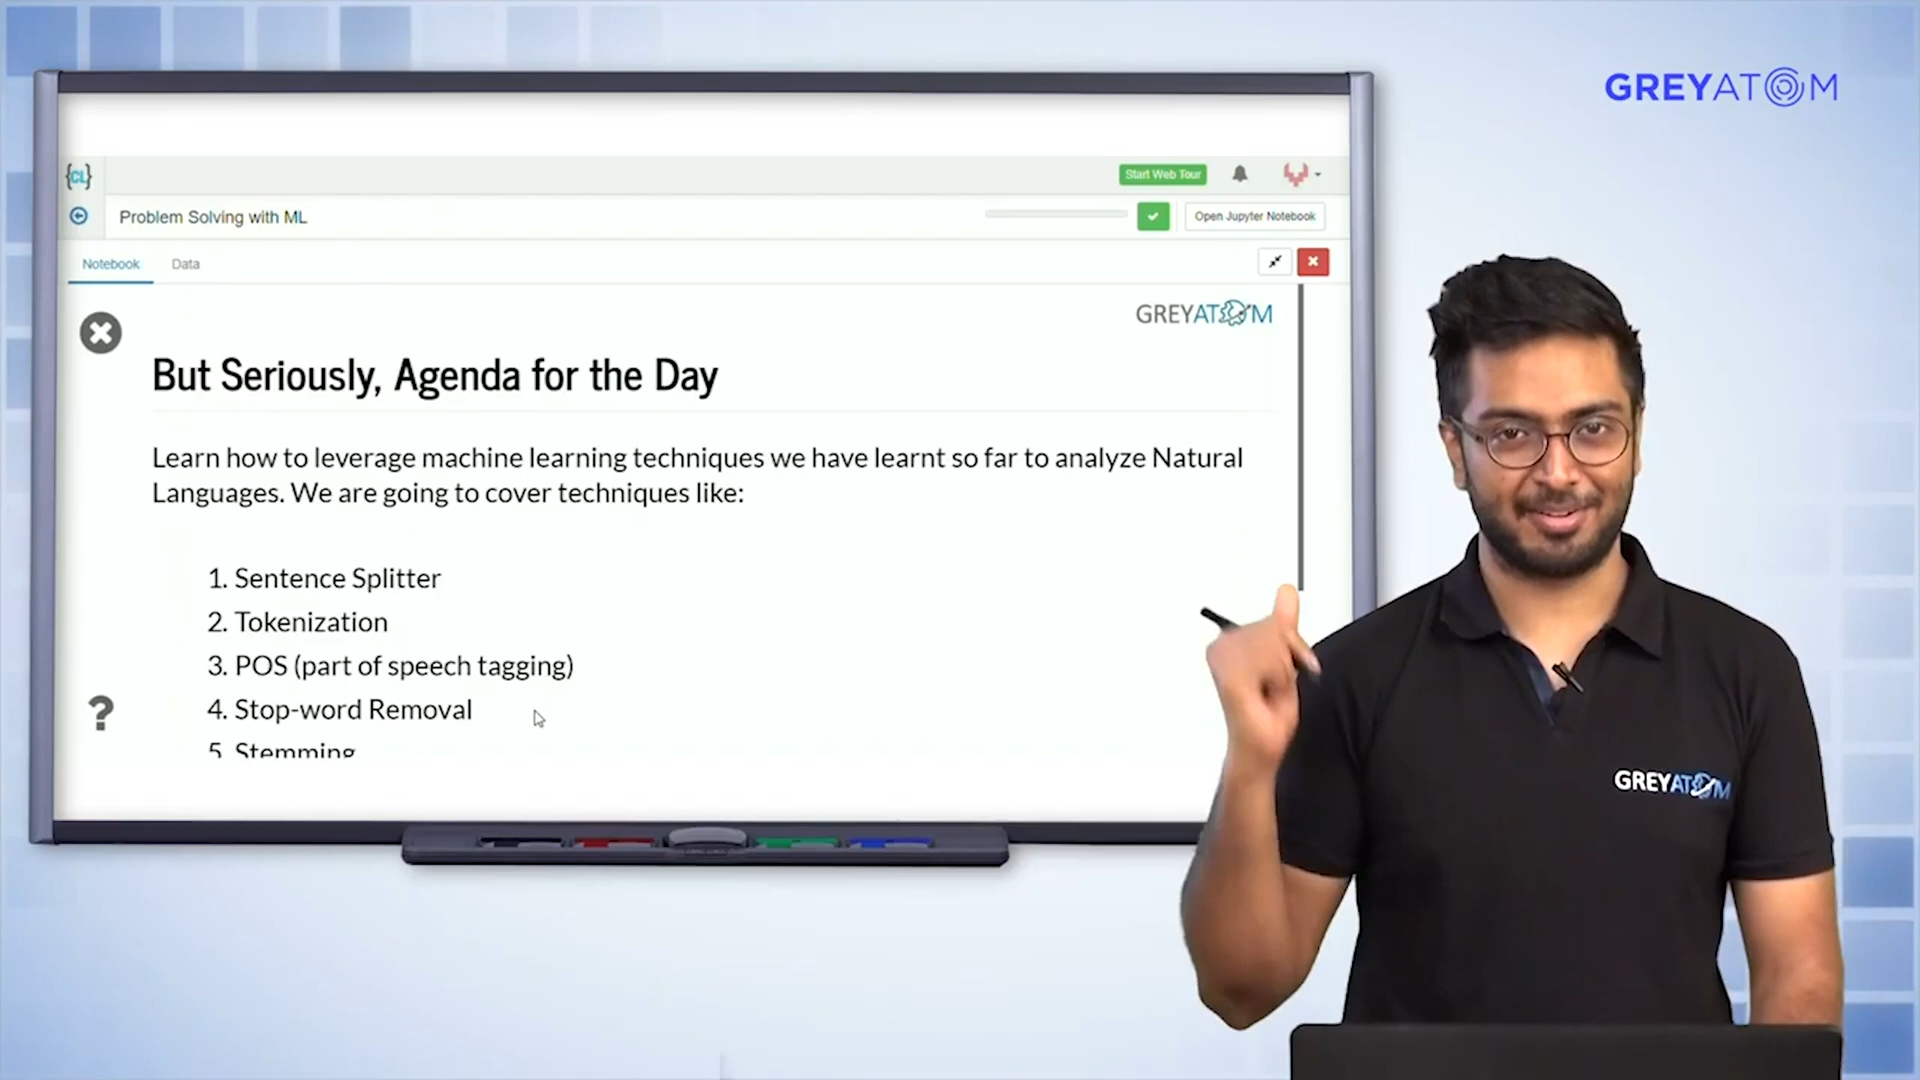 GREYATOM
{CL}
Start Web Tour
Problem Solving with ML
Open Jupyter Notebook
Notebook
Data
GREYATOM
But Seriously, Agenda for the Day
Learn how to leverage machine learning techniques we have learnt so far to analyze Natural
Languages. We are going to cover techniques like:
1. Sentence Splitter
2. Tokenization
3. POS (part of speech tagging)
4. Stop-word Removal
?
5. Stemming
GREYATOM